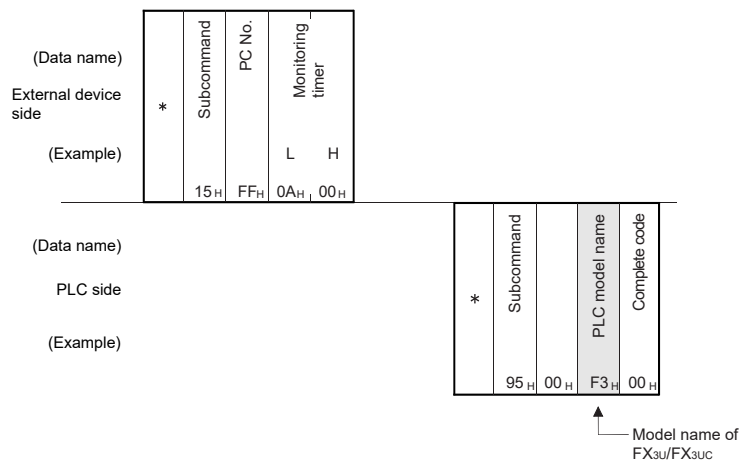 (Data name)
External device
side
(Example)
*
Subcommand
PC No.
Monitoring
timer
L H
15H FFH 0AH 00H
(Data name)
PLC side
(Example)
*
Subcommand
PLC model name
Complete code
95H 00H F3H 00H
Model name of
FX3U/FX3UC